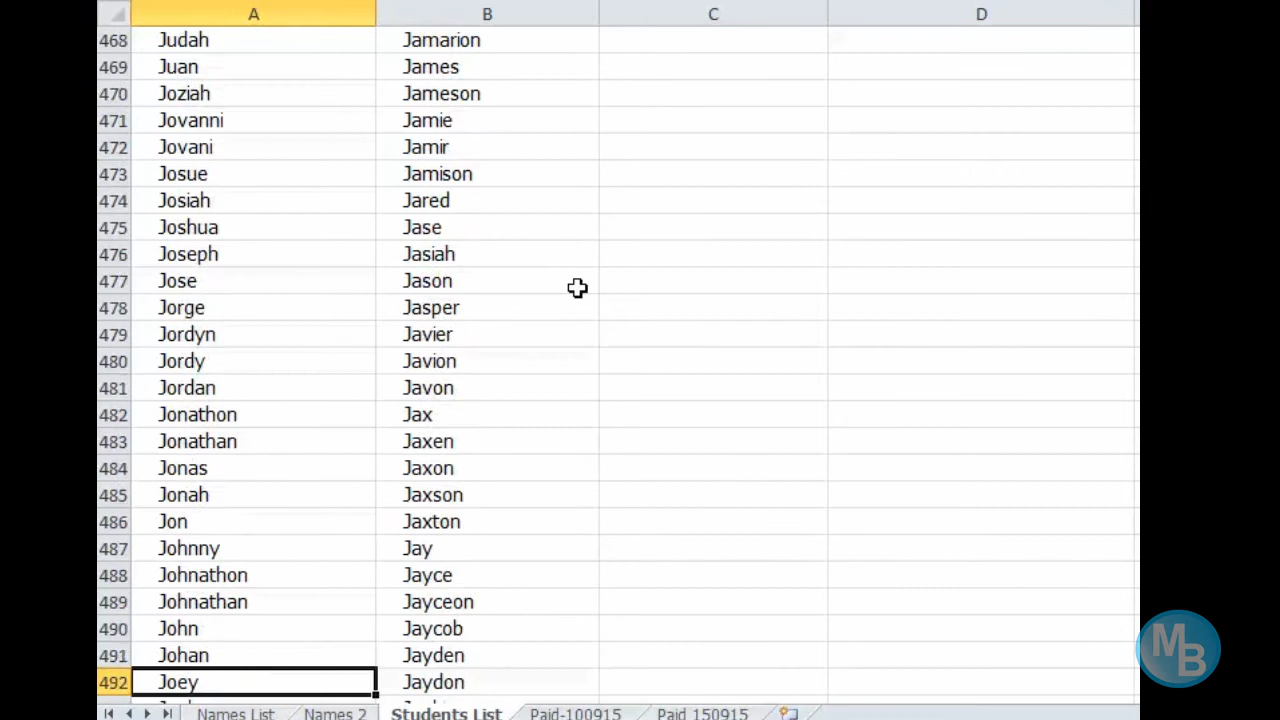 A B C D
468 Judah Jamarion
469 Juan James
470 Joziah Jameson
471 Jovanni Jamie
472 Jovani Jamir
473 Josue Jamison
474 Josiah Jared
475 Joshua Jase
476 Joseph Jasiah
477 Jose Jason
478 Jorge Jasper
479 Jordyn Javier
480 Jordy Javion
481 Jordan Javon
482 Jonathon Jax
483 Jonathan Jaxen
484 Jonas Jaxon
485 Jonah Jaxson
486 Jon Jaxton
487 Johnny Jay
488 Johnathon Jayce
489 Johnathan Jayceon
490 John Jaycob
491 Johan Jayden
492 Joey Jaydon
Names List Names 2 Students List Paid-100915 Paid 150915
MB